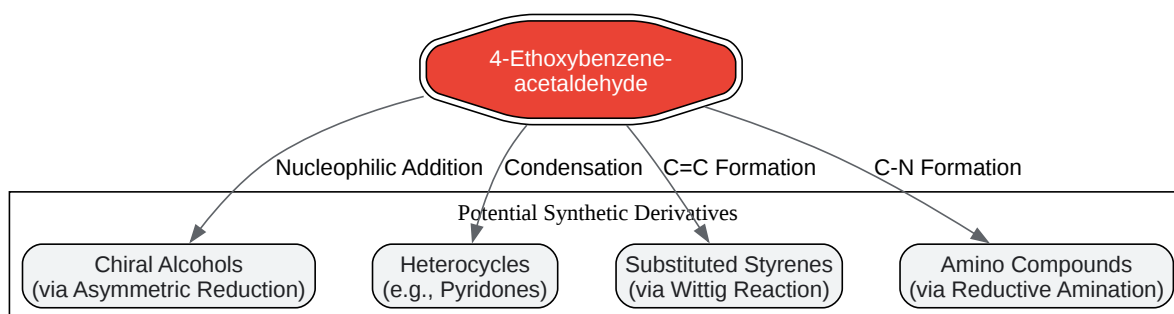 4-Ethoxybenzene-
acetaldehyde
Nucleophilic Addition
Condensation
C=C Formation
C-N Formation
Potential Synthetic Derivatives
Chiral Alcohols
(via Asymmetric Reduction)
Heterocycles
(e.g., Pyridones)
Substituted Styrenes
(via Wittig Reaction)
Amino Compounds
(via Reductive Amination)